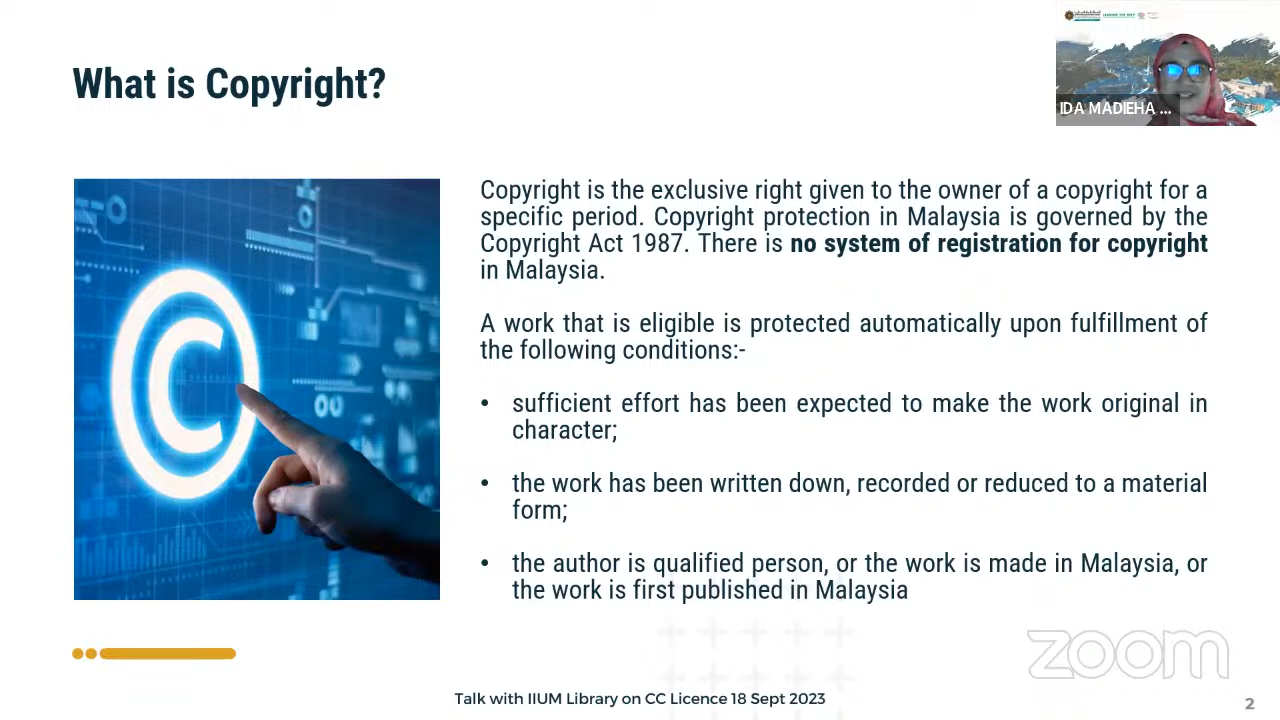 What is Copyright?
IDA MADIEHA ...
Copyright is the exclusive right given to the owner of a copyright for a
specific period. Copyright protection in Malaysia is governed by the
Copyright Act 1987. There is no system of registration for copyright
in Malaysia.
A work that is eligible is protected automatically upon fulfillment of
the following conditions:-
• sufficient effort has been expected to make the work original in
character;
• the work has been written down, recorded or reduced to a material
form;
• the author is qualified person, or the work is made in Malaysia, or
the work is first published in Malaysia
zoom
Talk with IIUM Library on CC Licence 18 Sept 2023
2